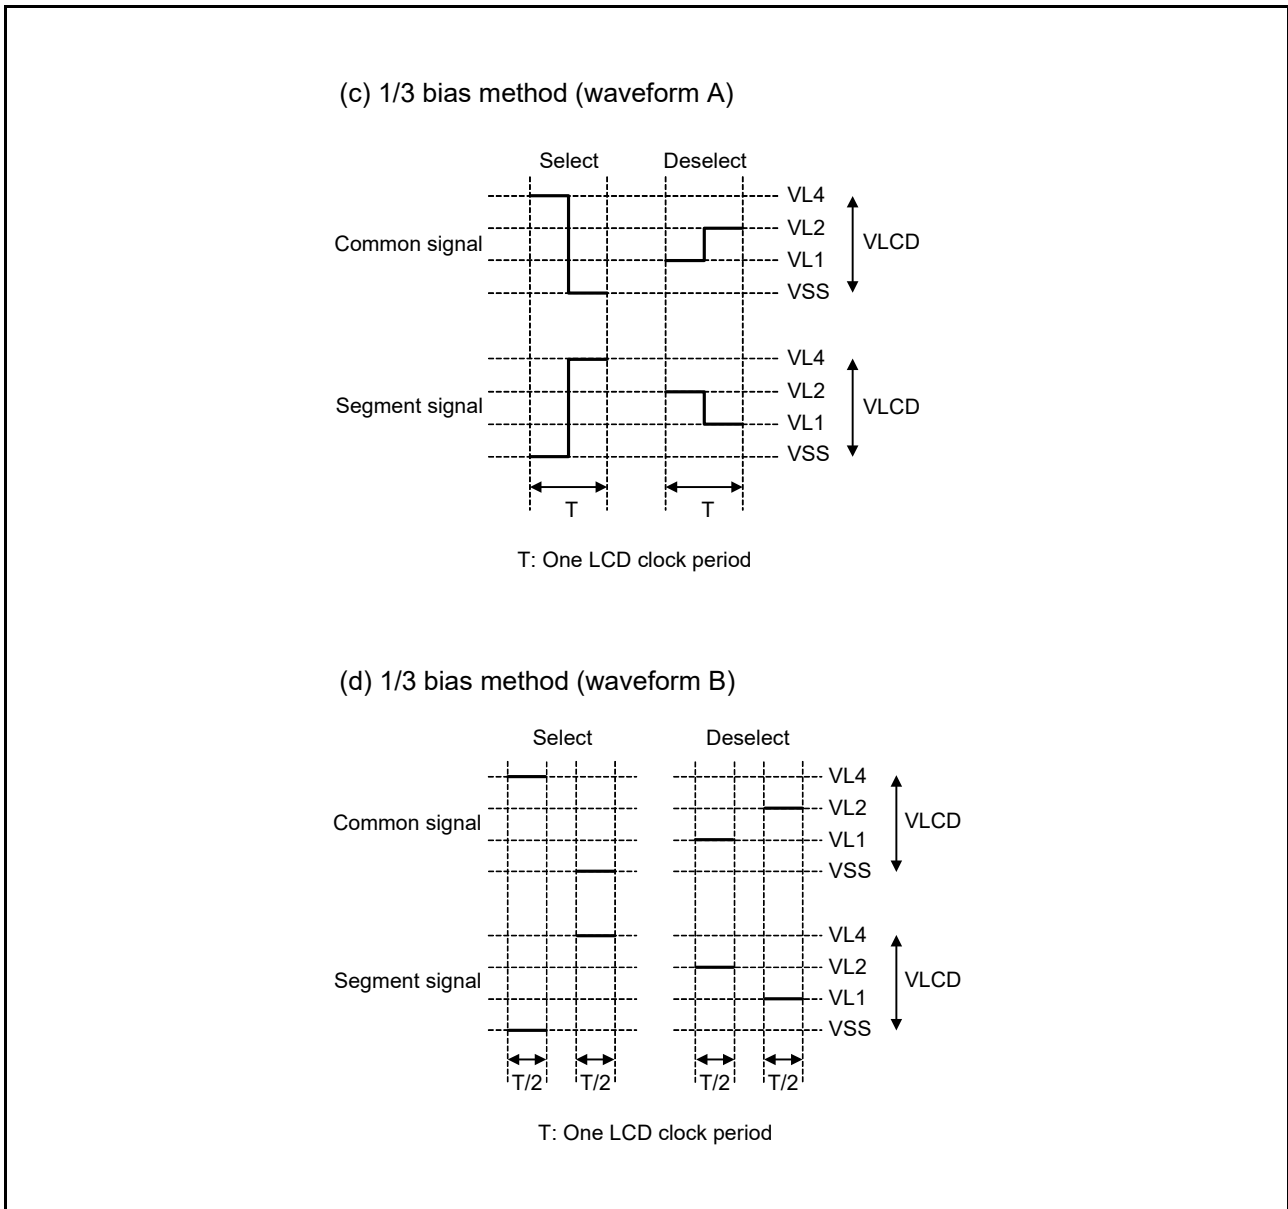 (c) 1/3 bias method (waveform A)
Select Deselect
VL4
VL2
Common signal VLCD
VL1
VSS
VL4
VL2
Segment signal VLCD
VL1
VSS
T T
T: One LCD clock period
(d) 1/3 bias method (waveform B)
Select Deselect
VL4
VL2
Common signal VLCD
VL1
VSS
VL4
VL2
Segment signal VLCD
VL1
VSS
T/2 T/2 T/2 T/2
T: One LCD clock period